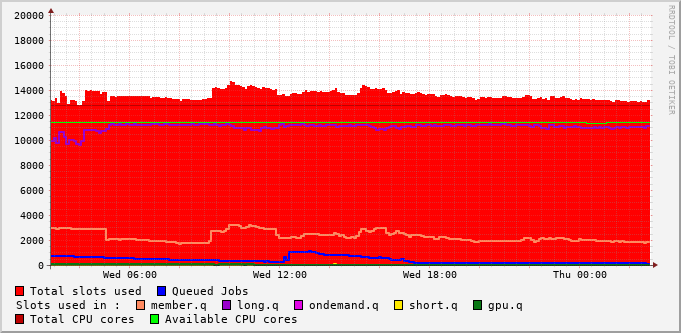 20000
18000
16000
14000
12000
10000
8000
6000
4000
2000
0
Wed 06:00 Wed 12:00 Wed 18:00 Thu 00:00
RRDTOOL / TOBI OETIKER
Total slots used Queued Jobs
Slots used in : member.q long.q ondemand.q short.q gpu.q
Total CPU cores Available CPU cores